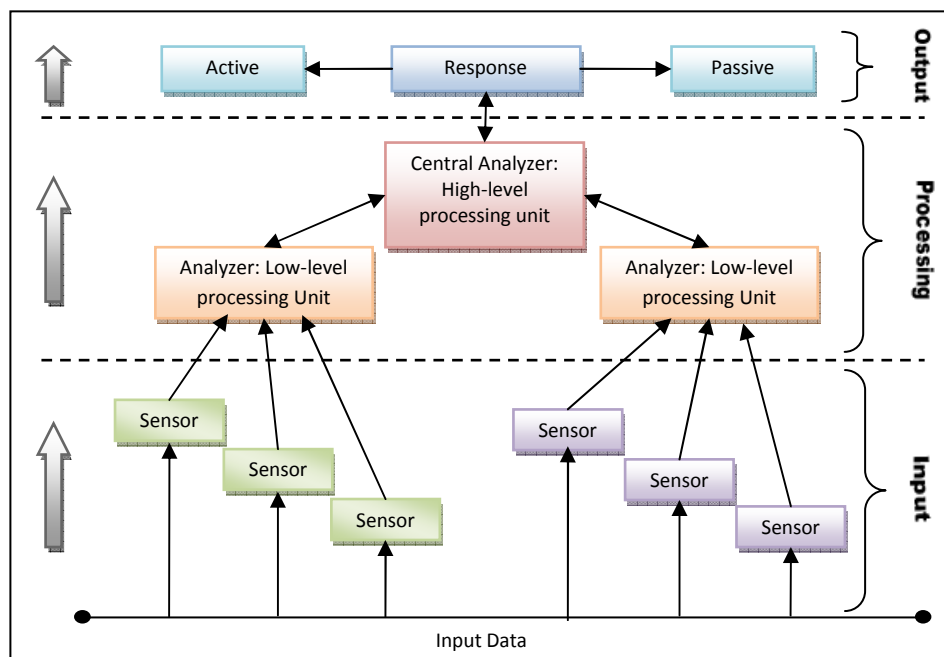 Active
Response
Passive
Output
Central Analyzer:
High-level
processing unit
Processing
Analyzer: Low-level
processing Unit
Analyzer: Low-level
processing Unit
Sensor
Sensor
Sensor
Sensor
Sensor
Sensor
Input
Input Data